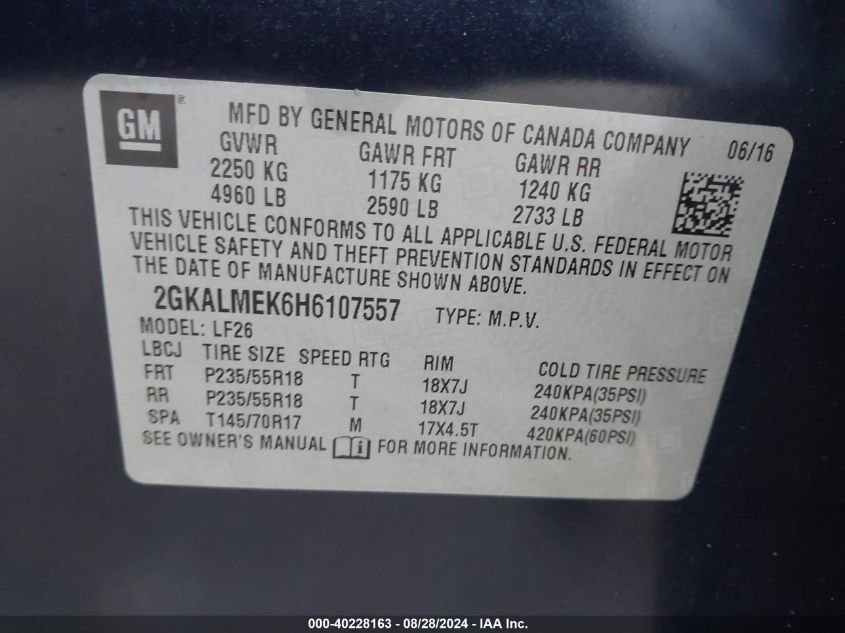 GM ® MFD BY GENERAL MOTORS OF CANADA COMPANY 06/16
GVWR GAWR FRT GAWR RR
2250 KG 1175 KG 1240 KG
4960 LB 2590 LB 2733 LB
THIS VEHICLE CONFORMS TO ALL APPLICABLE U.S. FEDERAL MOTOR
VEHICLE SAFETY AND THEFT PREVENTION STANDARDS IN EFFECT ON
THE DATE OF MANUFACTURE SHOWN ABOVE.
2GKALMEK6H6107557 TYPE: M.P.V.
MODEL: LF26
LBCJ TIRE SIZE SPEED RTG RIM COLD TIRE PRESSURE
FRT P235/55R18 T 18X7J 240KPA(35PSI)
RR P235/55R18 T 18X7J 240KPA(35PSI)
SPA T145/70R17 M 17X4.5T 420KPA(60PSI)
SEE OWNER'S MANUAL FOR MORE INFORMATION.
000-40228163 - 08/28/2024 - IAA Inc.